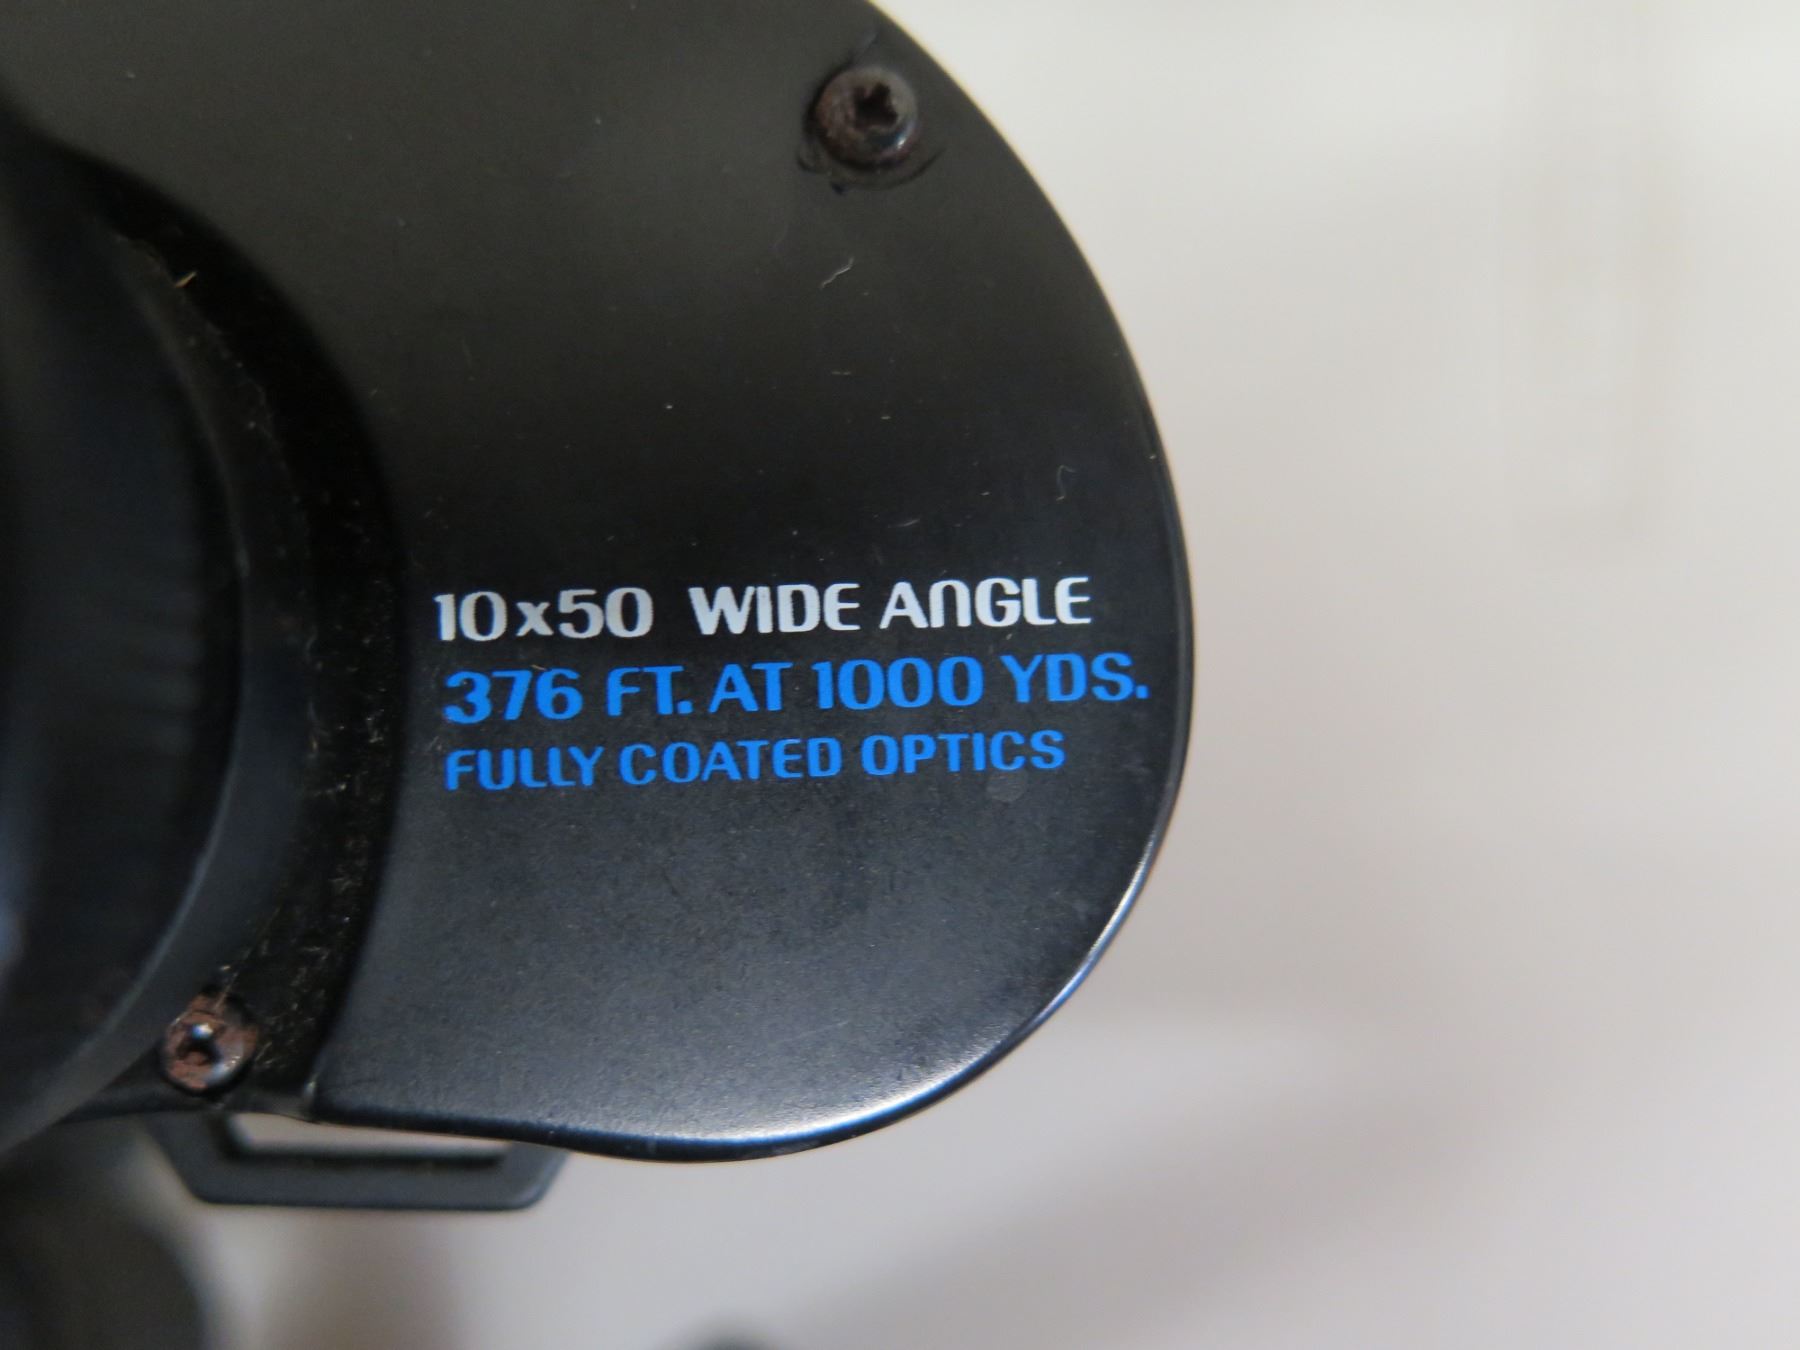 10x50 WIDE ANGLE
376 FT. AT 1000 YDS.
FULLY COATED OPTICS